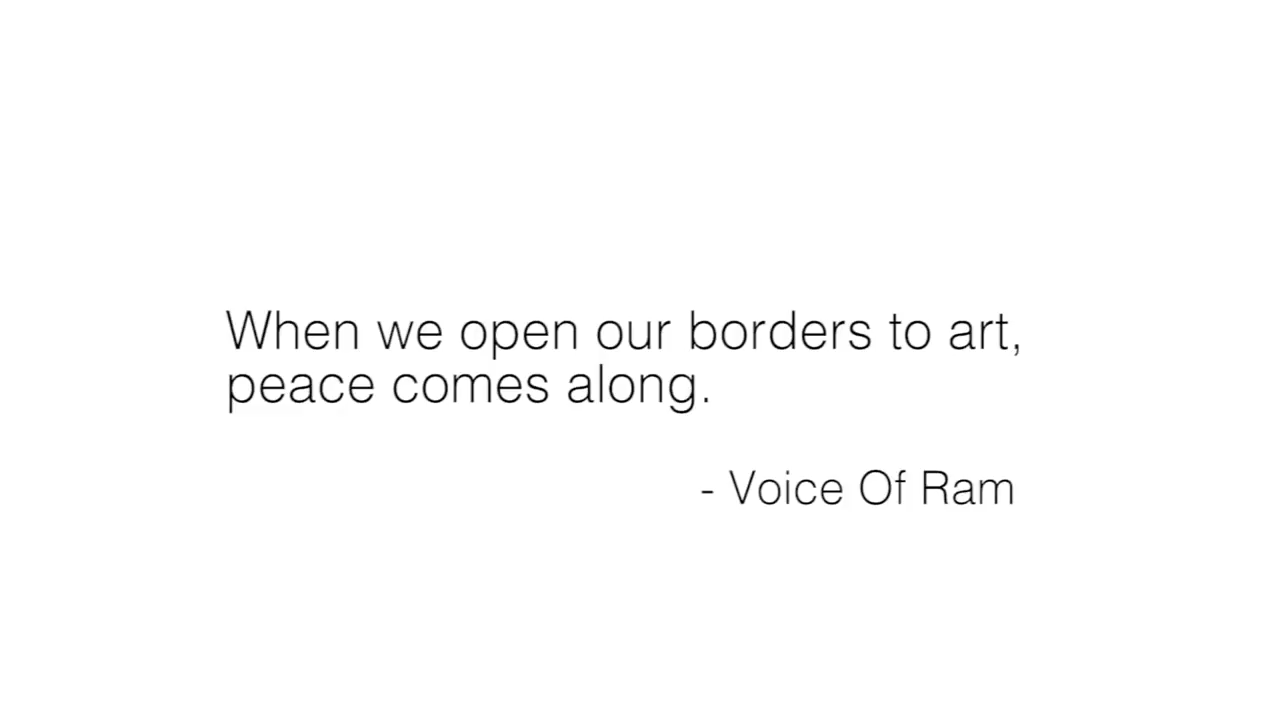 When we open our borders to art,
peace comes along.
- Voice Of Ram